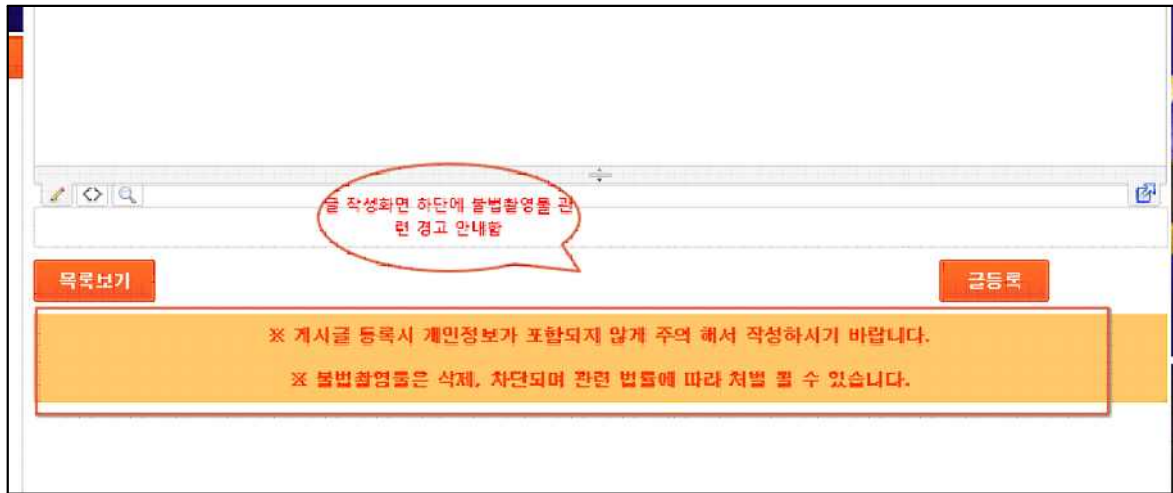 글 작성화면 하단에 불법촬영물 관
련 경고 안내함
목록보기
글등록
※ 게시글 등록시 개인정보가 포함되지 않게 주의 해서 작성하시기 바랍니다.
※ 불법촬영물은 삭제, 차단되며 관련 법률에 따라 처벌 될 수 있습니다.